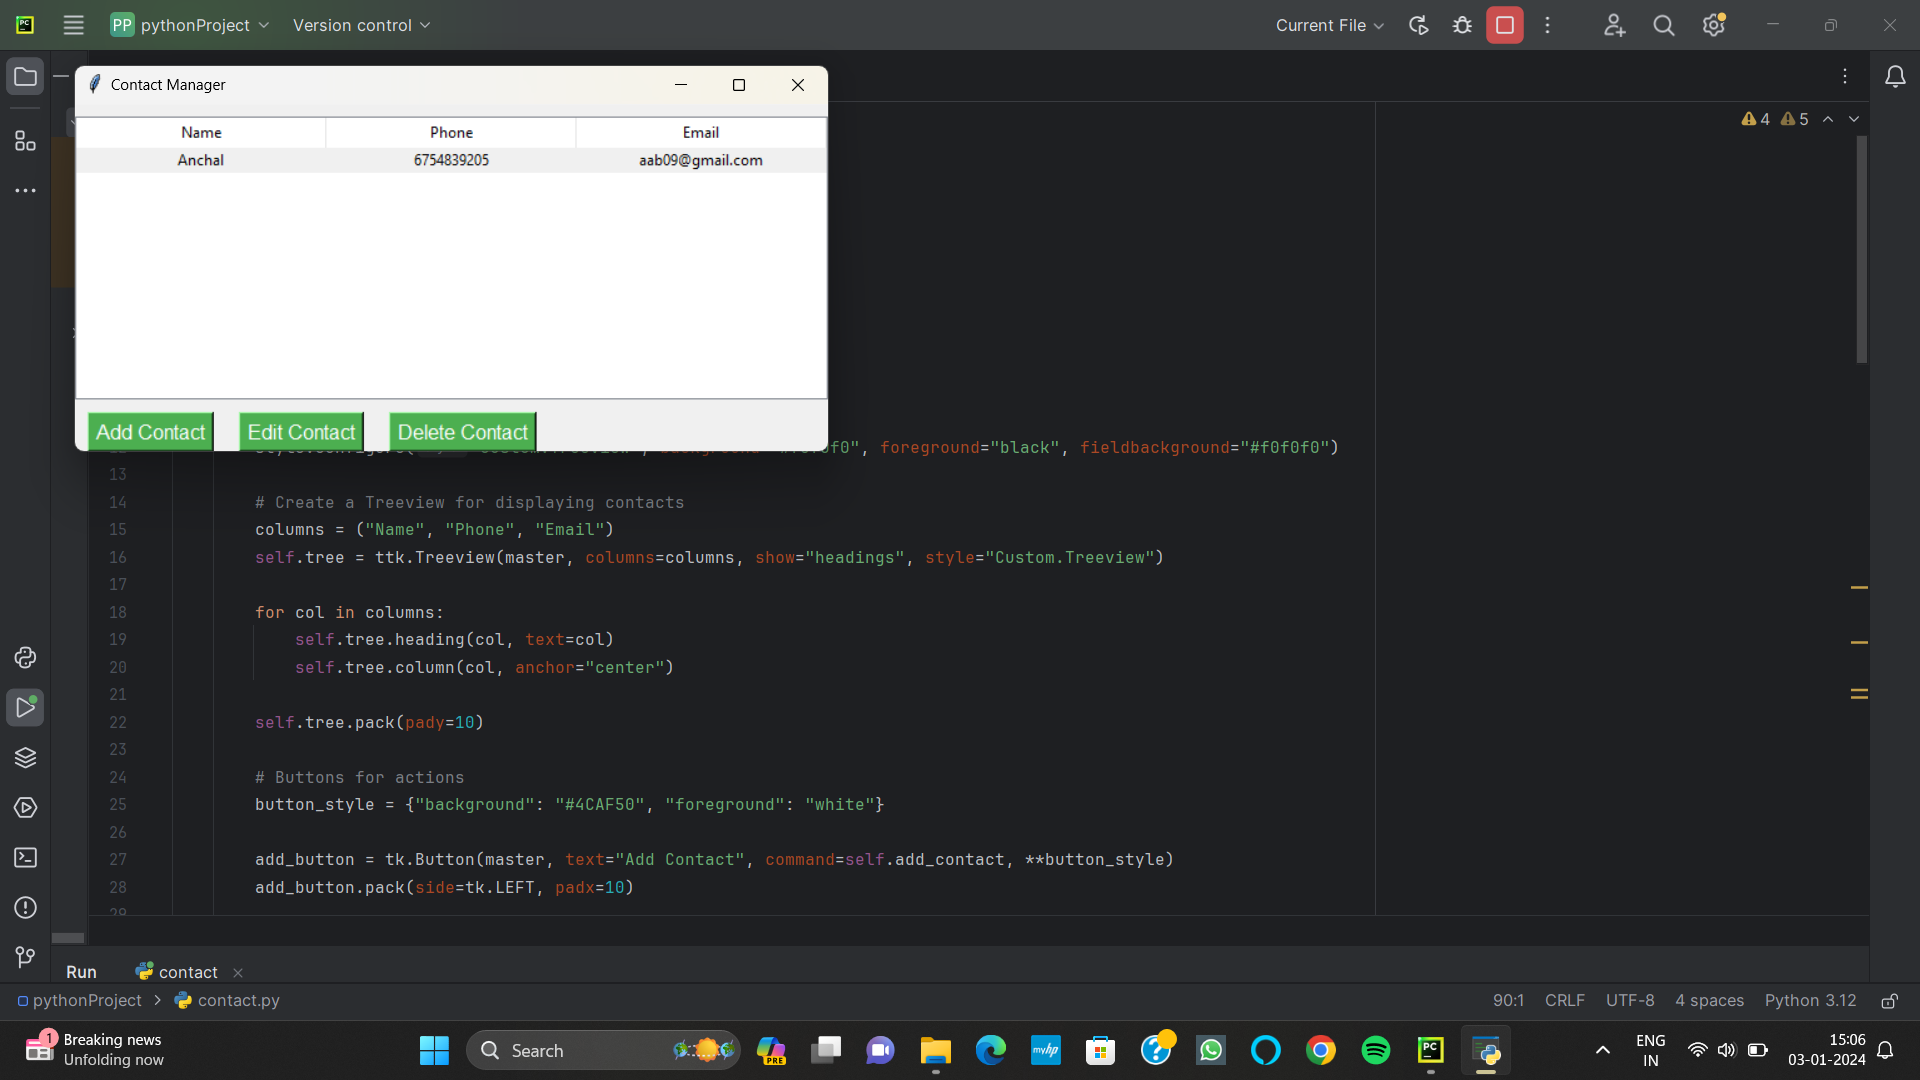 PC PP pythonProject Version control Current File
Contact Manager
4 5
Name Phone Email
Anchal 6754839205 aab09@gmail.com
Add Contact Edit Contact Delete Contact
f0", foreground="black", fieldbackground="#f0f0f0")
13
14 # Create a Treeview for displaying contacts
15 columns = ("Name", "Phone", "Email")
16 self.tree = ttk.Treeview(master, columns=columns, show="headings", style="Custom.Treeview")
17
18 for col in columns:
19 self.tree.heading(col, text=col)
20 self.tree.column(col, anchor="center")
21
22 self.tree.pack(pady=10)
23
24 # Buttons for actions
25 button_style = {"background": "#4CAF50", "foreground": "white"}
26
27 add_button = tk.Button(master, text="Add Contact", command=self.add_contact, **button_style)
28 add_button.pack(side=tk.LEFT, padx=10)
29
Run contact
pythonProject > contact.py 90:1 CRLF UTF-8 4 spaces Python 3.12
1 Breaking news
Unfolding now
Search
PRE
myhp
PC
ENG
IN
15:06
03-01-2024